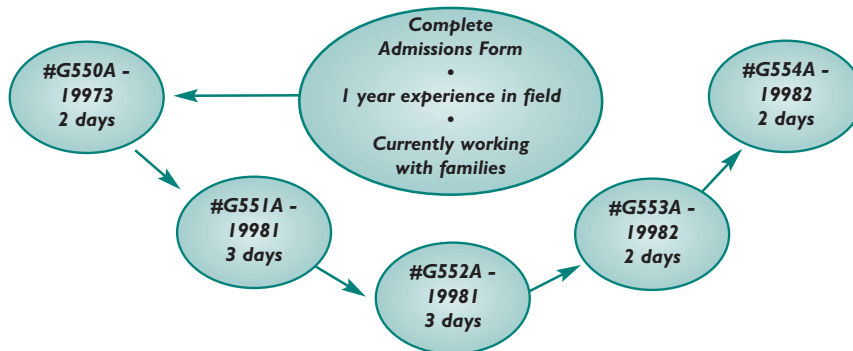 Complete
Admissions Form
•
1 year experience in field
•
Currently working
with families
#G550A -
19973
2 days
#G551A -
19981
3 days
#G552A -
19981
3 days
#G553A -
19982
2 days
#G554A -
19982
2 days